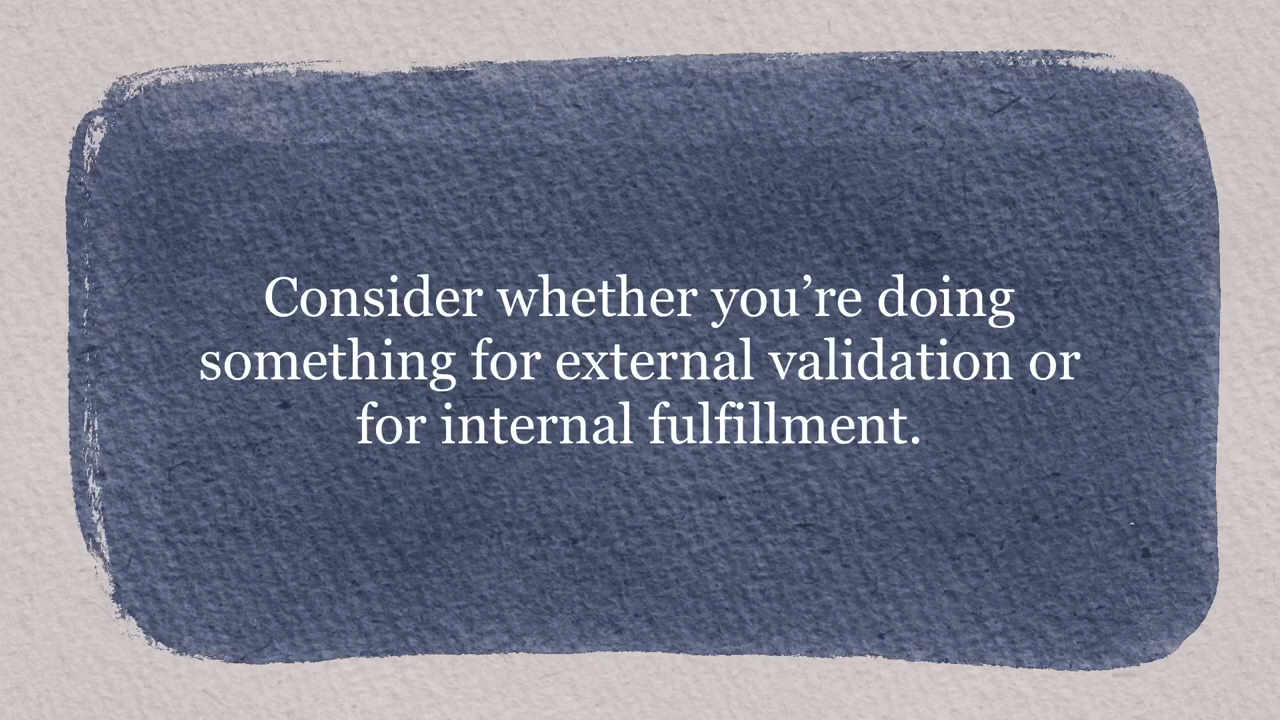 Consider whether you’re doing
something for external validation or
for internal fulfillment.